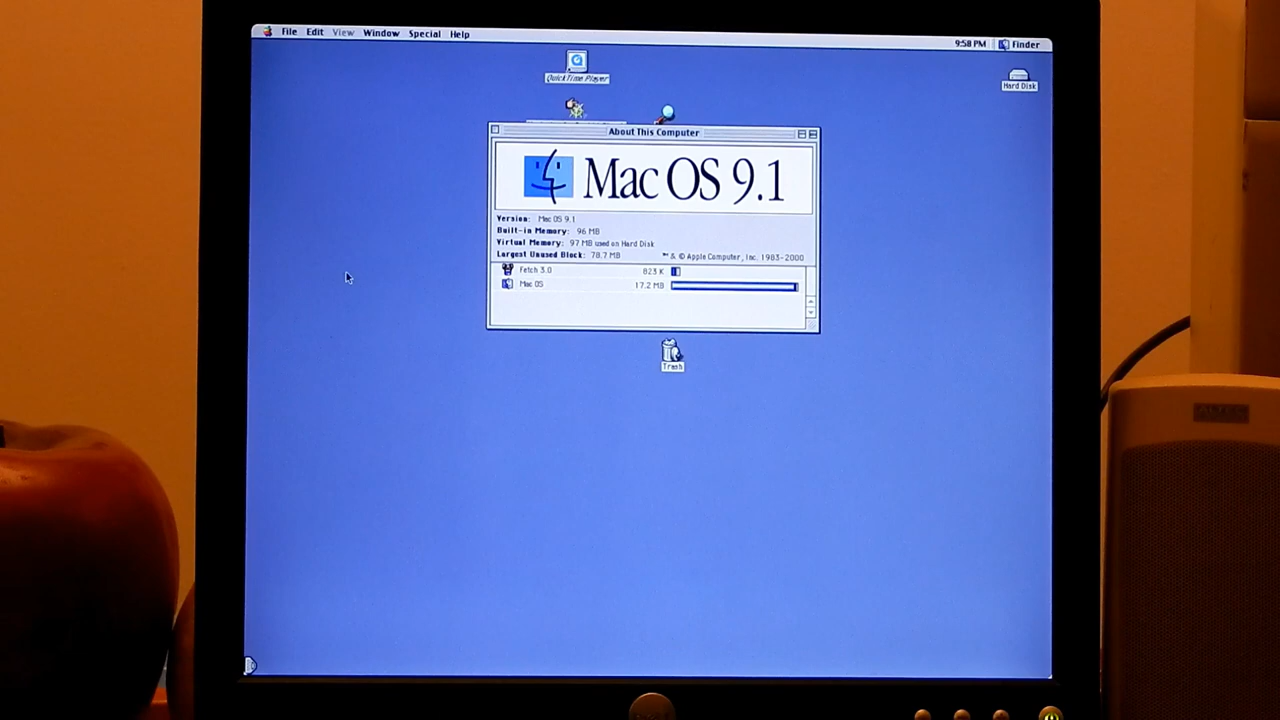 File Edit View Window Special Help 9:58 PM Finder
QuickTime Player
Hard Disk
About This Computer
Mac OS 9.1
Version: Mac OS 9.1
Built-in Memory: 96 MB
Virtual Memory: 97 MB used on Hard Disk
Largest Unused Block: 78.7 MB ™ & © Apple Computer, Inc. 1983-2000
Fetch 3.0 823 K
Mac OS 17.2 MB
Trash
ALTEC